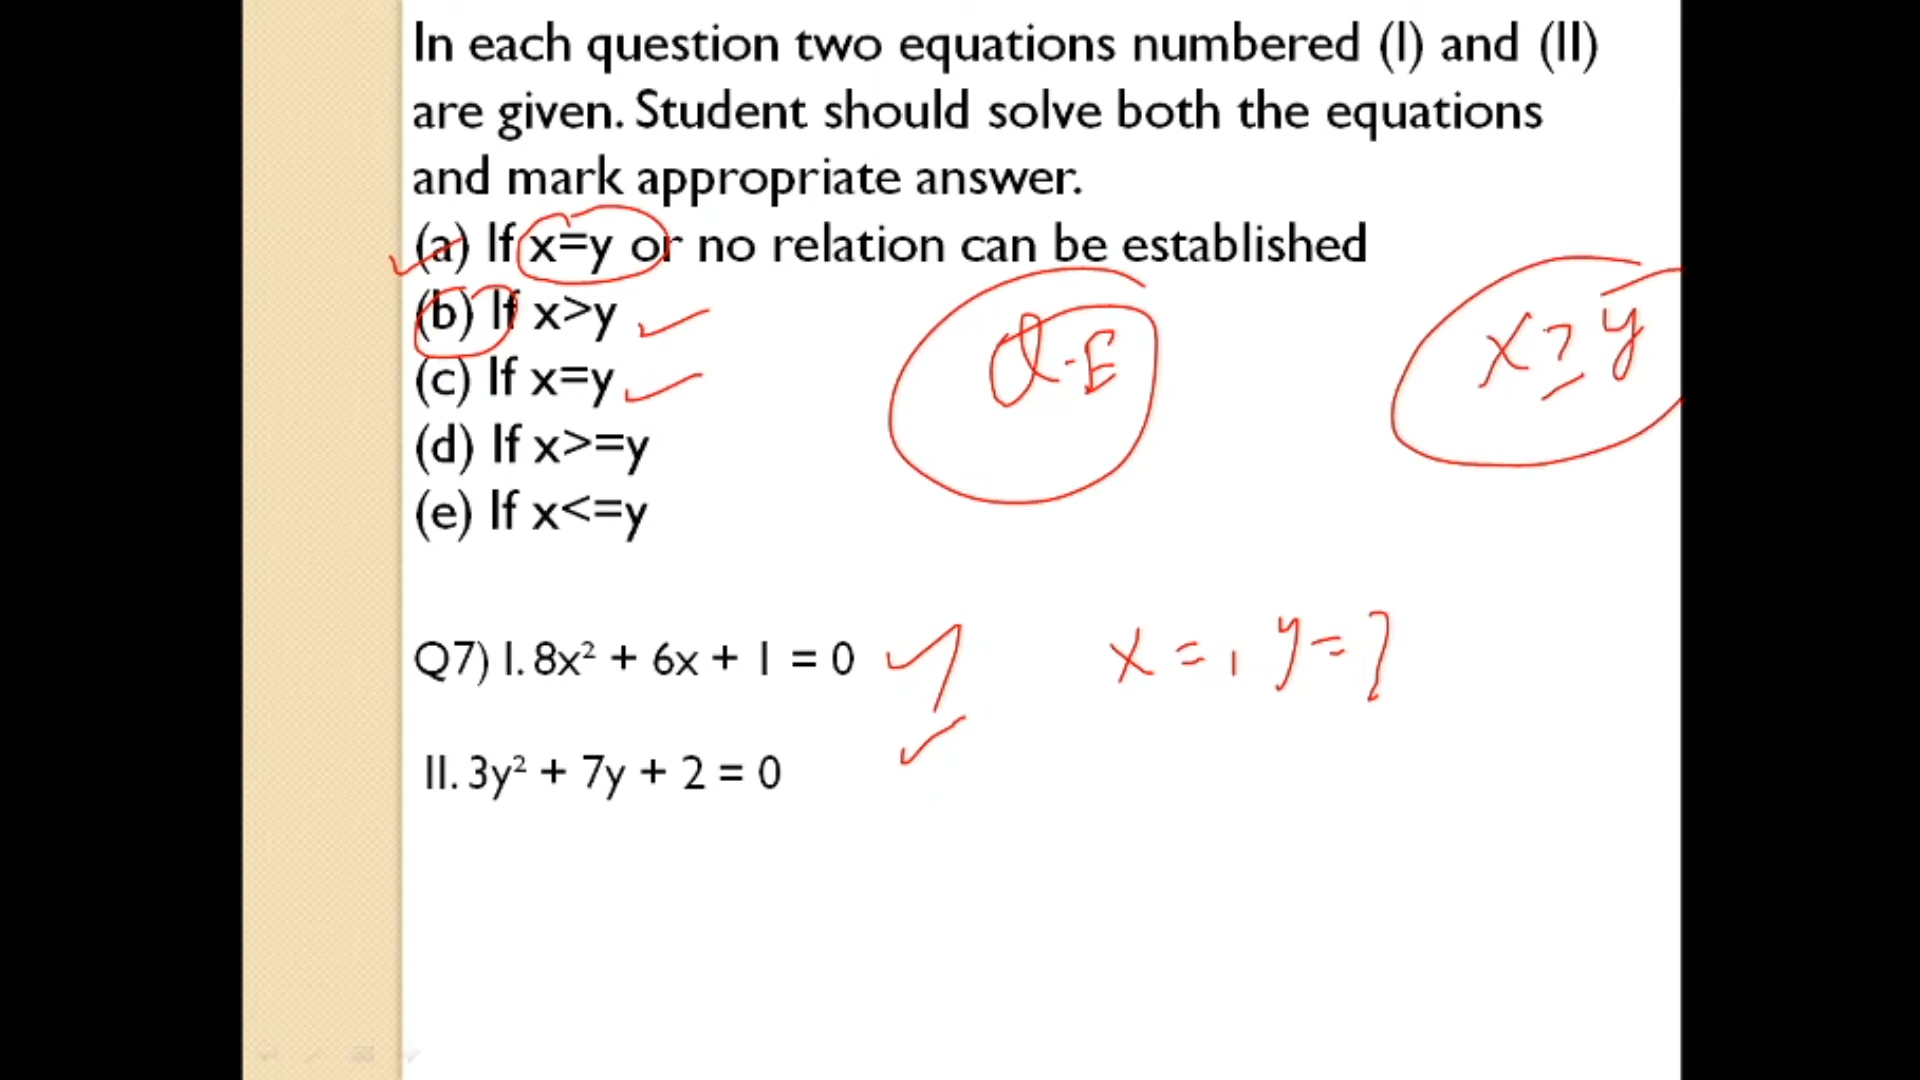 In each question two equations numbered (I) and (II)
are given. Student should solve both the equations
and mark appropriate answer.
(a) If x=y or no relation can be established
(b) If x>y
(c) If x=y
(d) If x>=y
(e) If x<=y
Q.E
x ? y
Q7) I. 8x² + 6x + 1 = 0
x = , y = ?
II. 3y² + 7y + 2 = 0